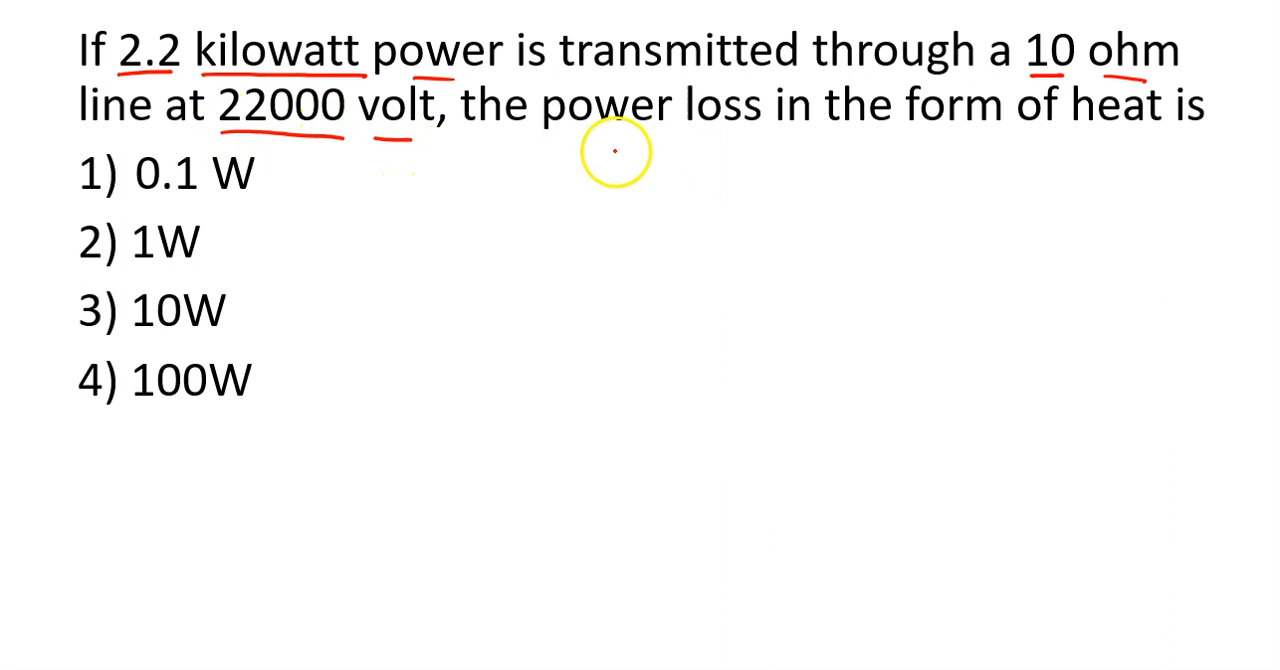 If 2.2 kilowatt power is transmitted through a 10 ohm
line at 22000 volt, the power loss in the form of heat is
1) 0.1 W
2) 1W
3) 10W
4) 100W